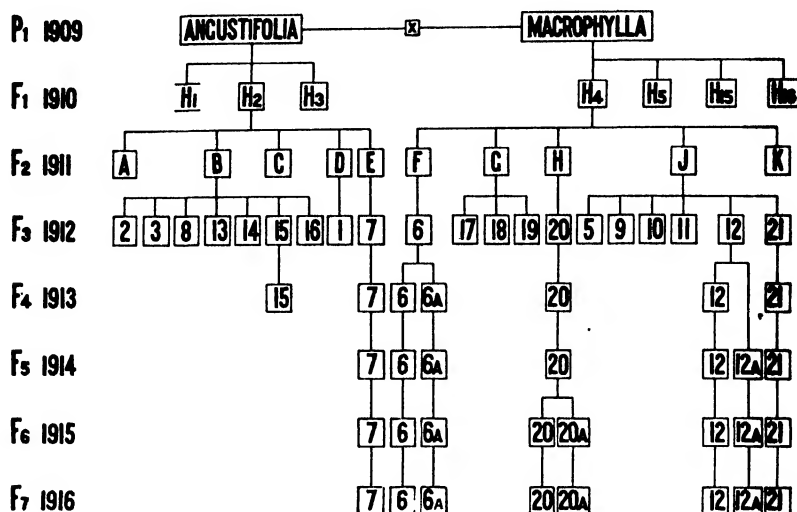 P1 1909 ANGUSTIFOLIA X MACROPHYLLA
F1 1910 H1 H2 H3 H4 H5 H15 H16
F2 1911 A B C D E F G H J K
F3 1912 2 3 8 13 14 15 16 1 7 6 17 18 19 20 5 9 10 11 12 21
F4 1913 15 7 6 6A 20 12 21
F5 1914 7 6 6A 20 12 12A 21
F6 1915 7 6 6A 20 20A 12 12A 21
F7 1916 7 6 6A 20 20A 12 12A 21